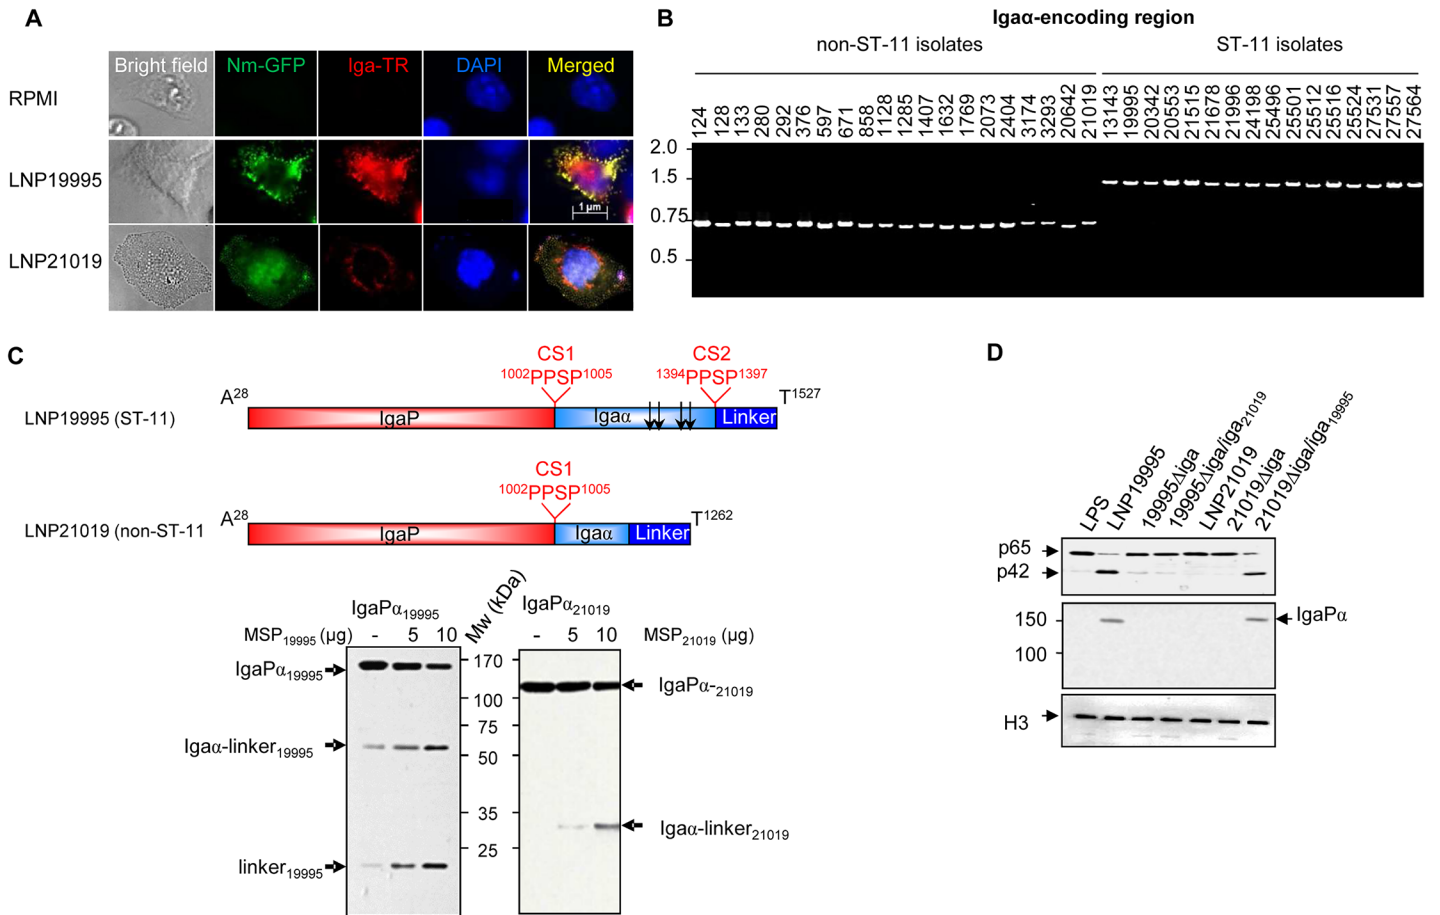 A
Bright field Nm-GFP Iga-TR DAPI Merged
RPMI
LNP19995
1 µm
LNP21019
B
Igaα-encoding region
non-ST-11 isolates ST-11 isolates
124 128 133 280 292 376 597 671 858 1128 1285 1407 1632 1769 2073 2404 3174 3293 20642 21019 13143 19995 20342 20553 21515 21678 21996 24198 25496 25501 25512 25516 25524 27531 27557 27564
2.0
1.5
0.75
0.5
C
CS1 CS2
1002PPSP1005 1394PPSP1397
A28 T1527
LNP19995 (ST-11) IgaP Igaα Linker
CS1
1002PPSP1005
A28 T1262
LNP21019 (non-ST-11 IgaP Igaα Linker
IgaPα19995 Mw (kDa) IgaPα21019
MSP19995 (µg) - 5 10 - 5 10 MSP21019 (µg)
IgaPα19995 170
IgaPα-21019
100
75
Igaα-linker19995
50
35
Igaα-linker21019
25
linker19995
D
LPS LNP19995 19995Δiga 19995Δiga/iga21019 LNP21019 21019Δiga 21019Δiga/iga19995
p65
p42
150 IgaPα
100
H3